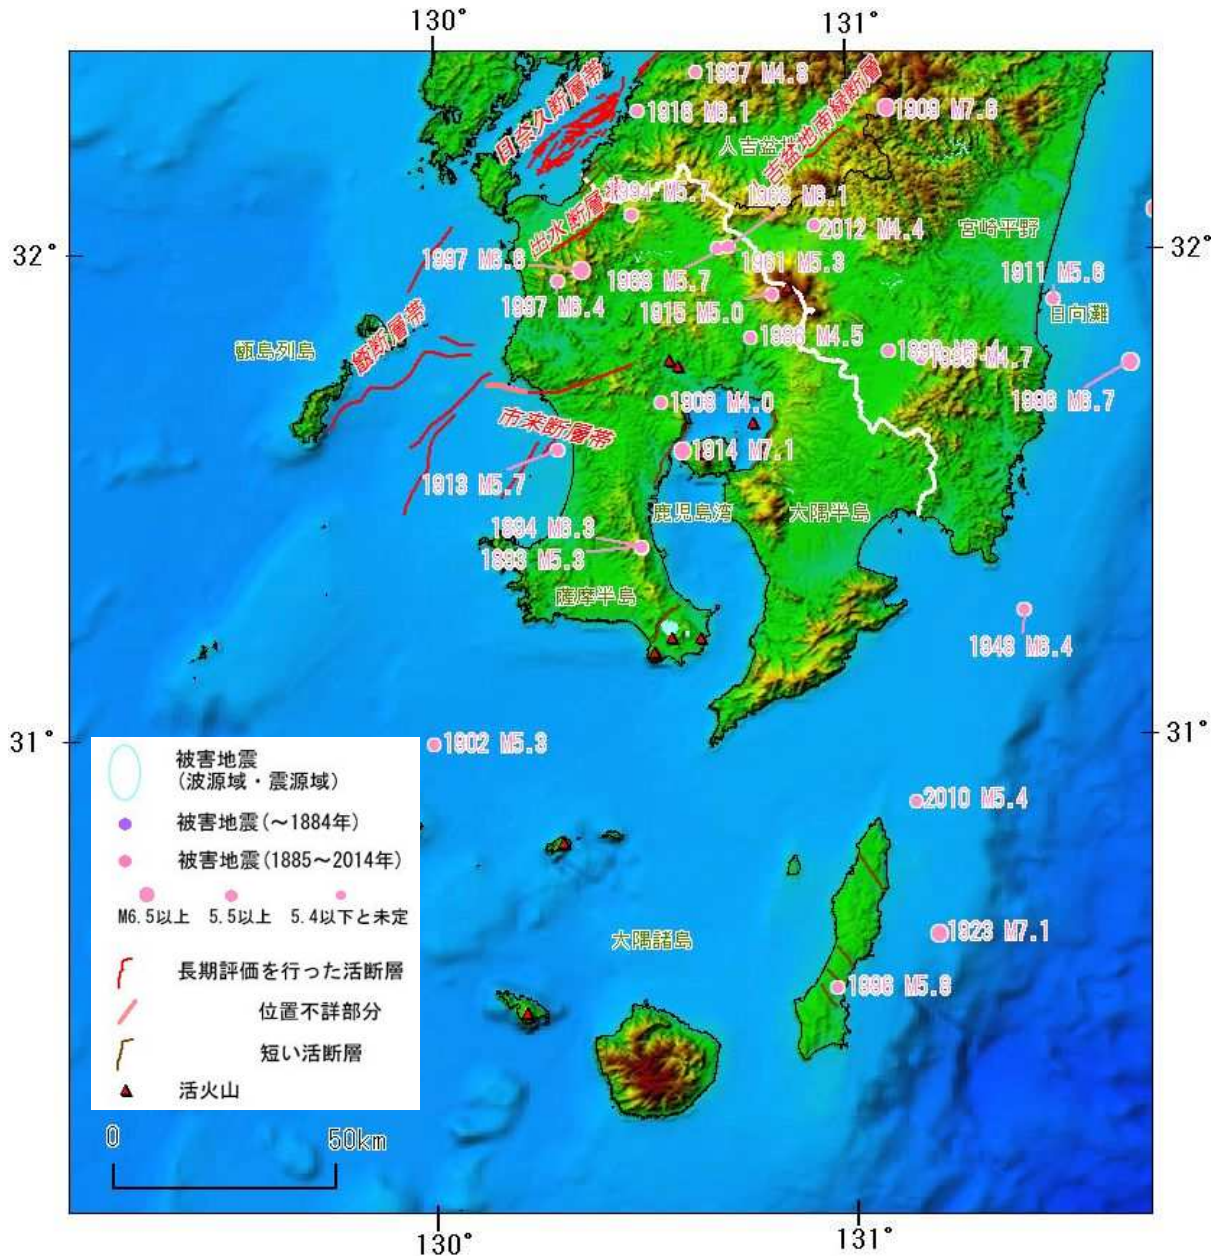 130°
131°
1997 M4.8
1916 M6.1
1909 M7.6
日奈久断層帯
人吉盆地
吉盆地南縁断層
1994 M5.7
1968 M6.1
出水断層帯
2012 M4.4
宮崎平野
32°
32°
1997 M6.6
1961 M5.3
1968 M5.7
1911 M5.6
1997 M6.4
1915 M5.0
日向灘
甑断層帯
甑島列島
1986 M4.5
M4.7
1996 M6.7
1908 M4.0
市来断層帯
1914 M7.1
1913 M5.7
鹿児島湾
大隅半島
1894 M6.3
1893 M5.3
薩摩半島
1948 M6.4
31°
31°
1902 M5.3
2010 M5.4
被害地震
(波源域・震源域)
被害地震(～1884年)
被害地震(1885～2014年)
M6.5以上 5.5以上 5.4以下と未定
長期評価を行った活断層
位置不詳部分
短い活断層
活火山
大隅諸島
1923 M7.1
1996 M5.8
0 50km
130°
131°